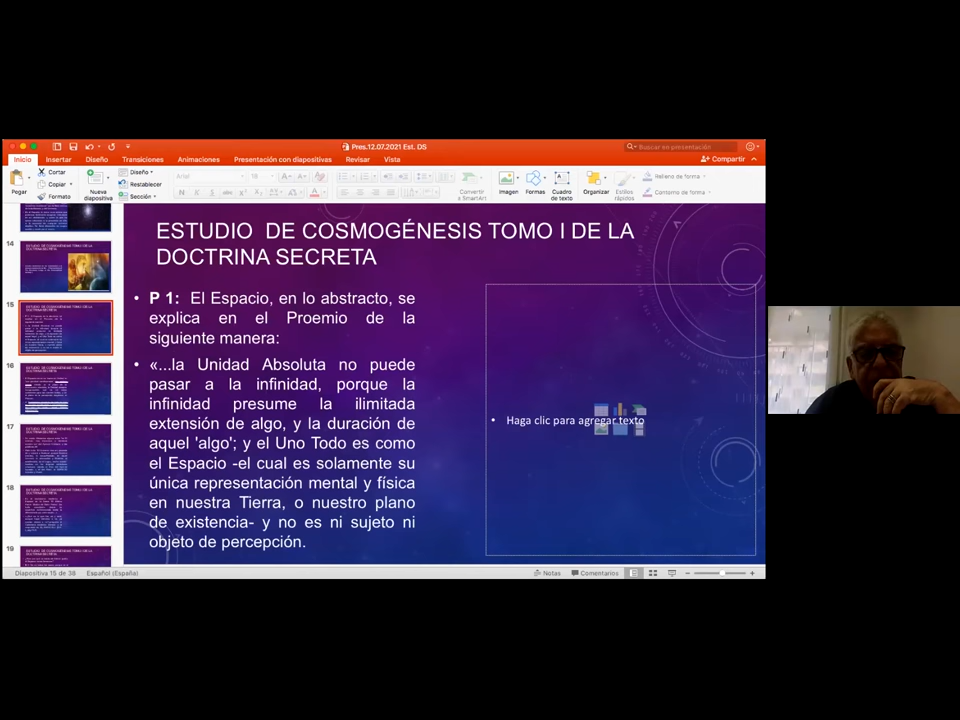 Pres.12.07.2021 Est. DS
Buscar en presentación
Inicio Insertar Diseño Transiciones Animaciones Presentación con diapositivas Revisar Vista
Compartir
Pegar
Cortar
Copiar
Formato
Nueva diapositiva
Diseño
Restablecer
Sección
Convertir a SmartArt
Imagen
Formas
Cuadro de texto
Organizar
Estilos rápidos
Relleno de forma
Contorno de forma
14
15
16
17
18
19
ESTUDIO DE COSMOGÉNESIS TOMO I DE LA
DOCTRINA SECRETA
• P 1: El Espacio, en lo abstracto, se
explica en el Proemio de la
siguiente manera:
• «...la Unidad Absoluta no puede
pasar a la infinidad, porque la
infinidad presume la ilimitada
extensión de algo, y la duración de
aquel 'algo'; y el Uno Todo es como
el Espacio -el cual es solamente su
única representación mental y física
en nuestra Tierra, o nuestro plano
de existencia- y no es ni sujeto ni
objeto de percepción.
• Haga clic para agregar texto
Diapositiva 15 de 38 Español (España) Notas Comentarios